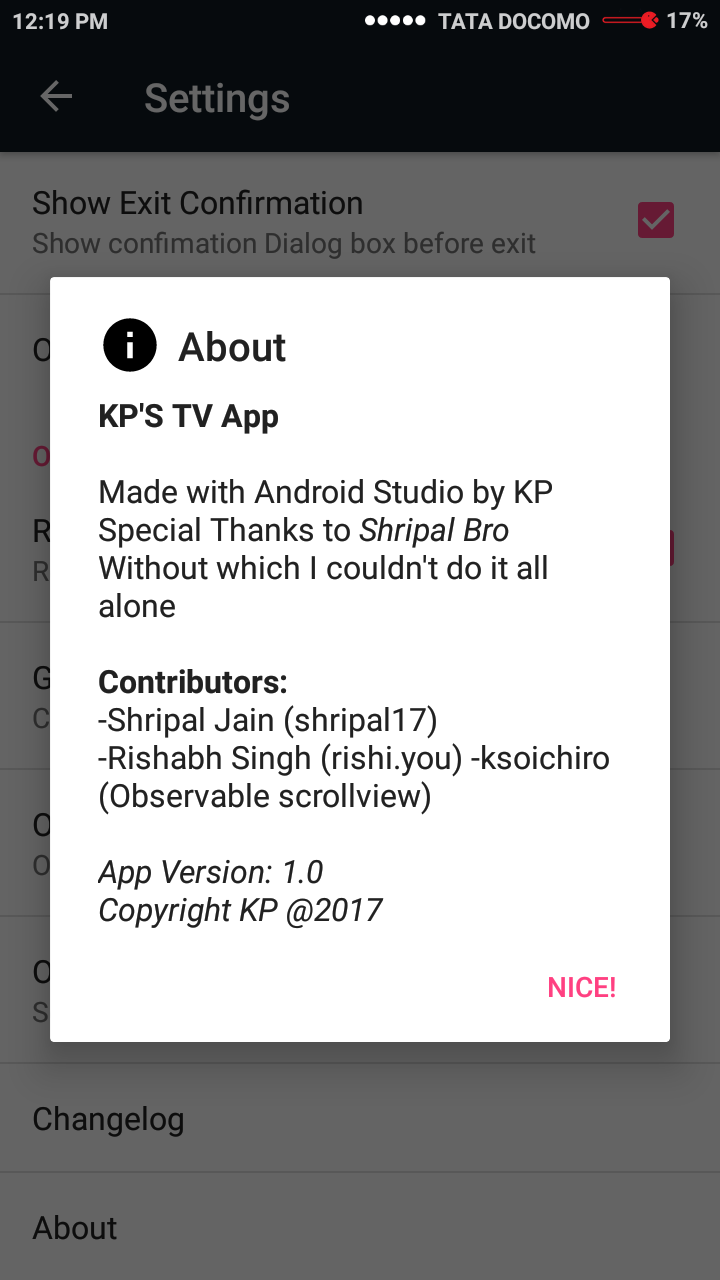 12:19 PM TATA DOCOMO 17%
Settings
Show Exit Confirmation
Show confimation Dialog box before exit
About
KP'S TV App
Made with Android Studio by KP
Special Thanks to Shripal Bro
Without which I couldn't do it all
alone
Contributors:
-Shripal Jain (shripal17)
-Rishabh Singh (rishi.you) -ksoichiro
(Observable scrollview)
App Version: 1.0
Copyright KP @2017
NICE!
Changelog
About